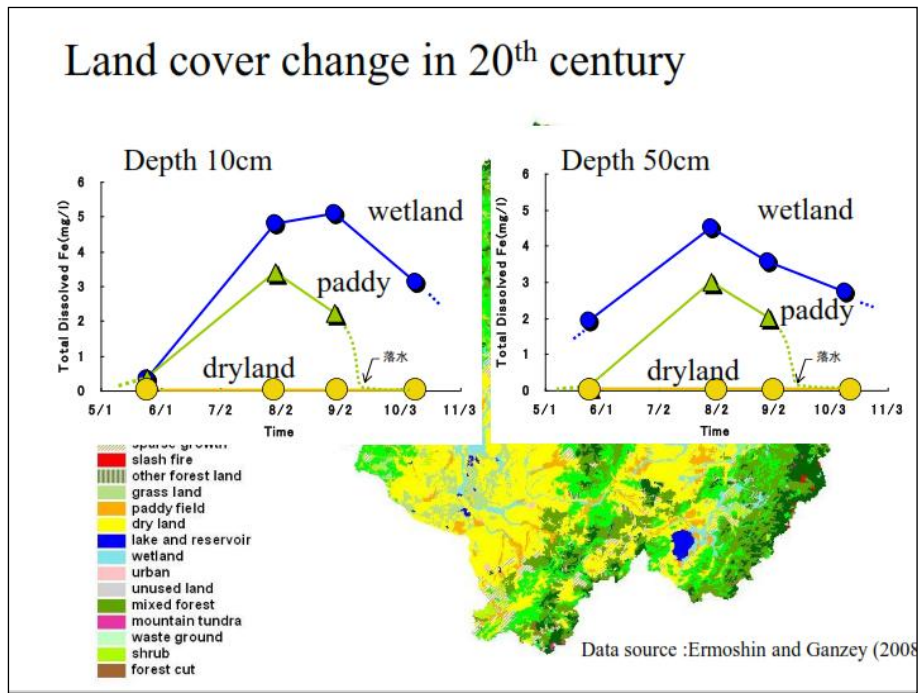 Land cover change in 20th century
Depth 10cm
Total Dissolved Fe(mg/l)
6
5
4
3
2
1
0
wetland
paddy
dryland
落水
5/1 6/1 7/2 8/2 9/2 10/3 11/3
Time
Depth 50cm
Total Dissolved Fe(mg/l)
6
5
4
3
2
1
0
wetland
paddy
dryland
落水
5/1 6/1 7/2 8/2 9/2 10/3 11/3
Time
sparse growth
slash fire
other forest land
grass land
paddy field
dry land
lake and reservoir
wetland
urban
unused land
mixed forest
mountain tundra
waste ground
shrub
forest cut
Data source :Ermoshin and Ganzey (2008